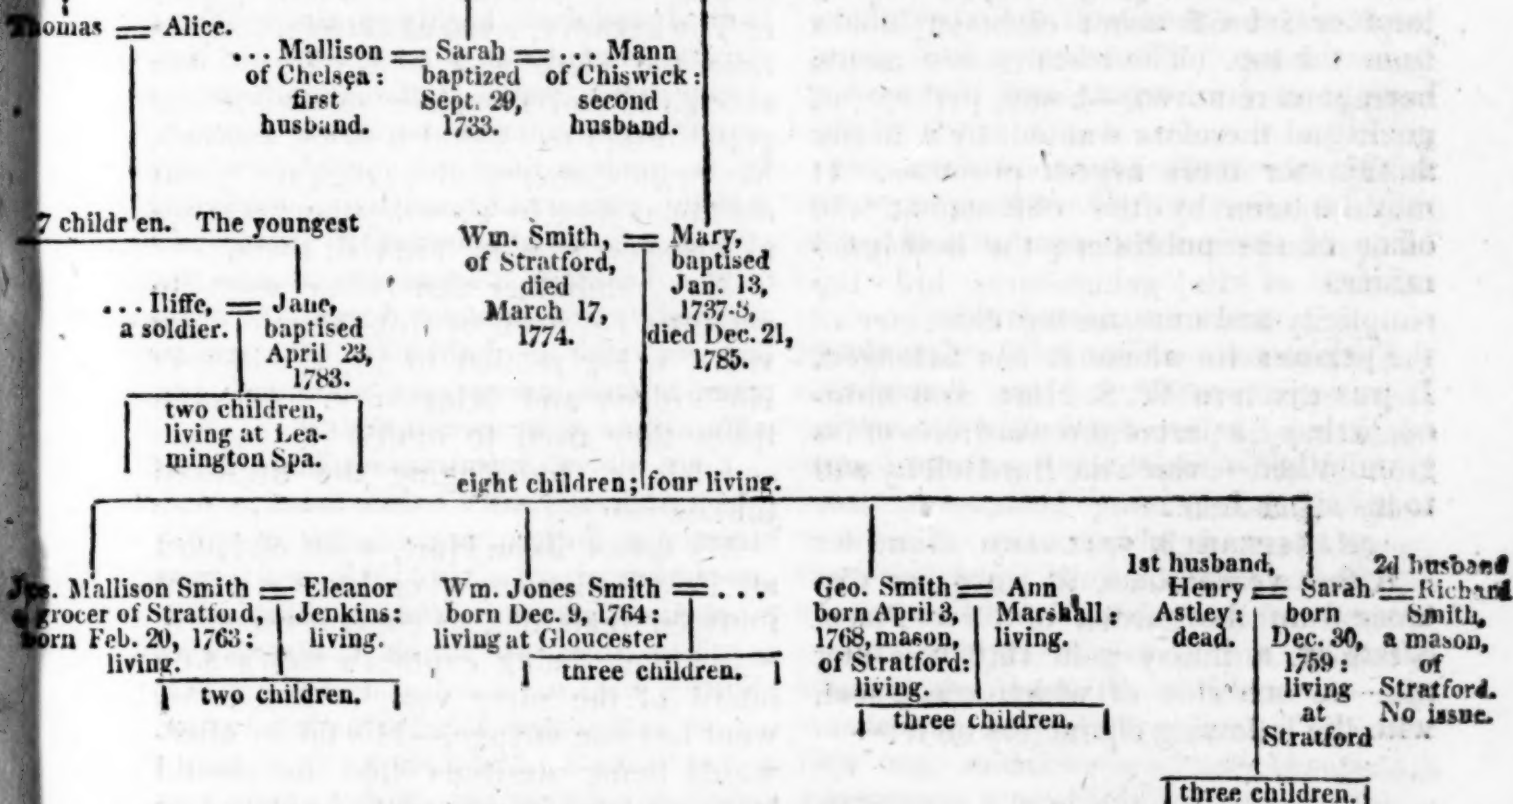 Thomas = Alice.
... Mallison = Sarah = Mann
of Chelsea: baptized of Chiswick:
first Sept. 29, second
husband. 1733. husband.
7 children. The youngest
Wm. Smith = Mary,
of Stratford, baptised
died Jan. 13,
March 17, 1737-8,
1774. died Dec. 21,
1785.
... Iliffe, = Jane,
a soldier. baptised
April 23,
1783.
two children,
living at Lea-
mington Spa.
eight children; four living.
Jos. Mallison Smith = Eleanor
grocer of Stratford, Jenkins:
born Feb. 20, 1763: living.
living.
two children.
Wm. Jones Smith = ...
born Dec. 9, 1764:
living at Gloucester
three children.
Geo. Smith = Ann
born April 3, Marshall:
1768, mason, living.
of Stratford:
living.
three children.
1st husband, 2d husband
Henry = Sarah = Richard
Astley born Smith,
dead. Dec. 30, a mason,
1759: of
living Stratford.
at No issue.
Stratford
three children.